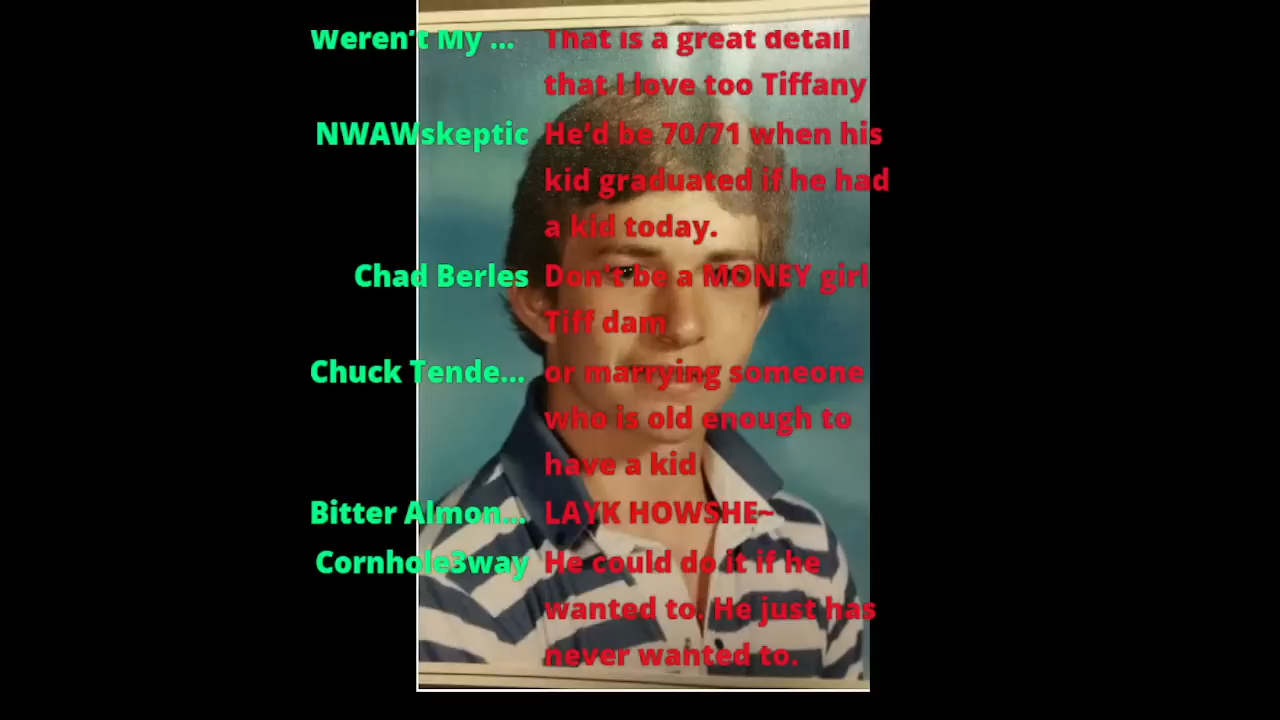 Weren't My ... That is a great detail
that I love too Tiffany
NWAWskeptic He'd be 70/71 when his
kid graduated if he had
a kid today.
Chad Berles Don't be a MONEY girl
Tiff dam
Chuck Tende... or marrying someone
who is old enough to
have a kid
Bitter Almon... LAYK HOWSHE~
Cornhole3way He could do it if he
wanted to. He just has
never wanted to.